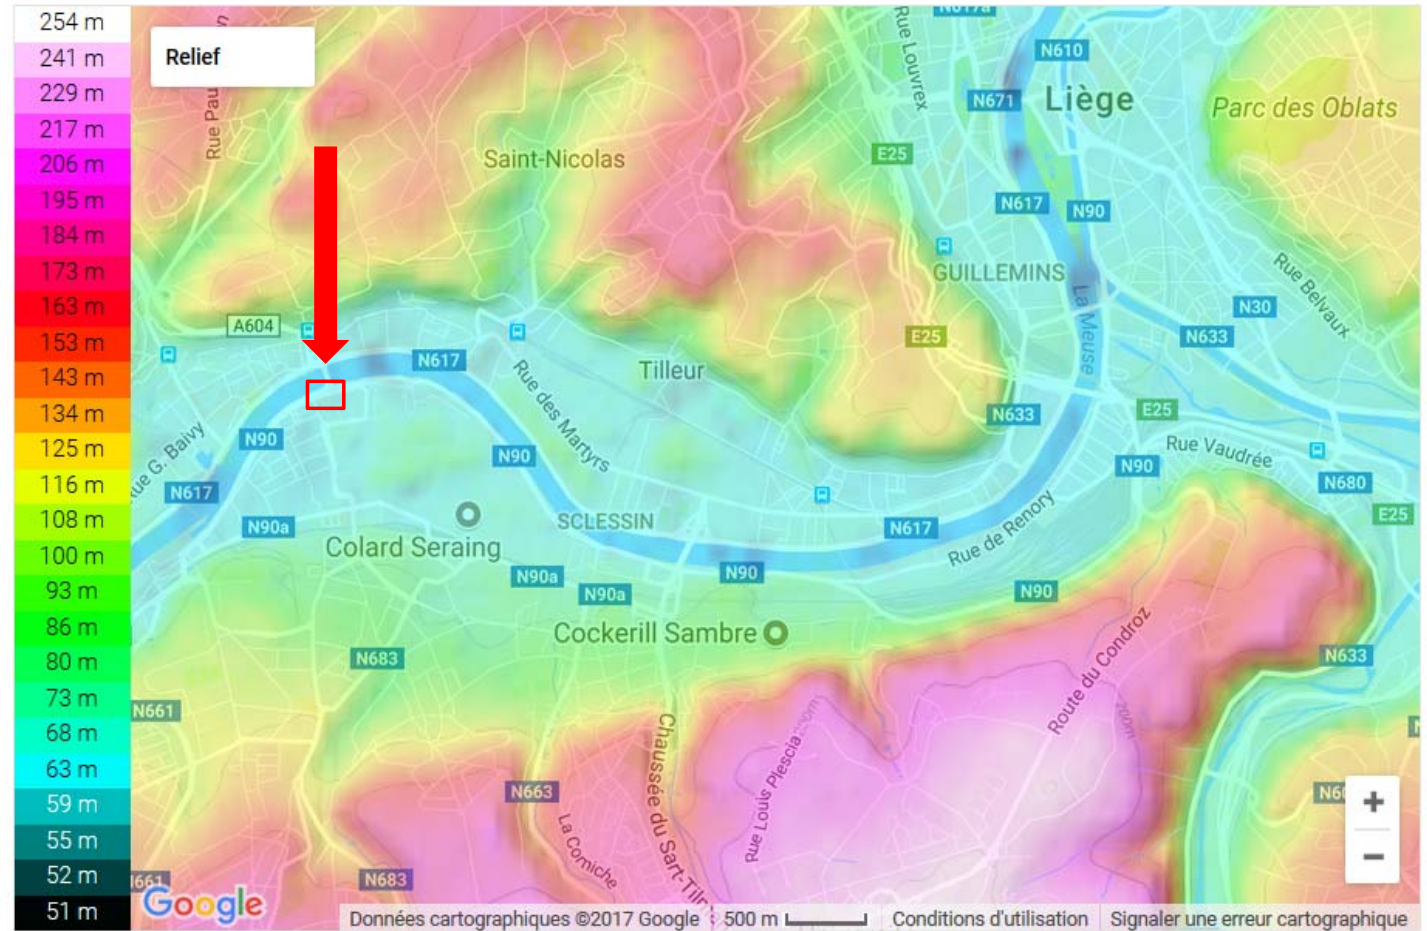 254 m
241 m
229 m
217 m
206 m
195 m
184 m
173 m
163 m
153 m
143 m
134 m
125 m
116 m
108 m
100 m
93 m
86 m
80 m
73 m
68 m
63 m
59 m
55 m
52 m
51 m
Relief
Rue Pau
Rue Louvrex
N617a
N610
N671
Liège
Parc des Oblats
Saint-Nicolas
E25
N617
N90
GUILLEMINS
Rue Belvaux
La Meuse
N30
A604
E25
N633
N617
Tilleur
Rue des Martyrs
N633
E25
N90
Rue G. Baivy
N90
Rue Vaudrée
N90
N680
N617
N90a
SCLESSIN
N617
E25
Colard Seraing
Rue de Renory
N90a
N90a
N90
N90
Cockerill Sambre
N683
Route du Condroz
N633
N661
200m
Chaussée du Sart-Til
Rue Louis Plescia
N663
La Corniche
N683
+
−
Google
Données cartographiques ©2017 Google
500 m
Conditions d'utilisation
Signaler une erreur cartographique